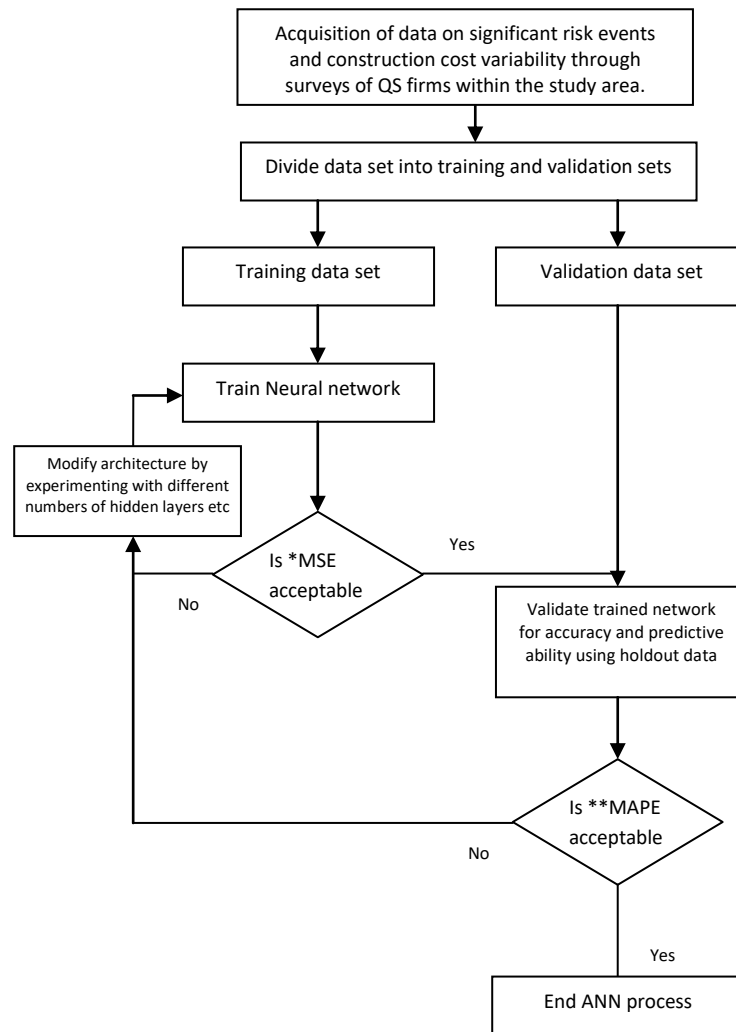 Acquisition of data on significant risk events
and construction cost variability through
surveys of QS firms within the study area.
Divide data set into training and validation sets
Training data set
Validation data set
Train Neural network
Modify architecture by
experimenting with different
numbers of hidden layers etc
Is *MSE
acceptable
Yes
No
Validate trained network
for accuracy and predictive
ability using holdout data
Is **MAPE
acceptable
No
Yes
End ANN process